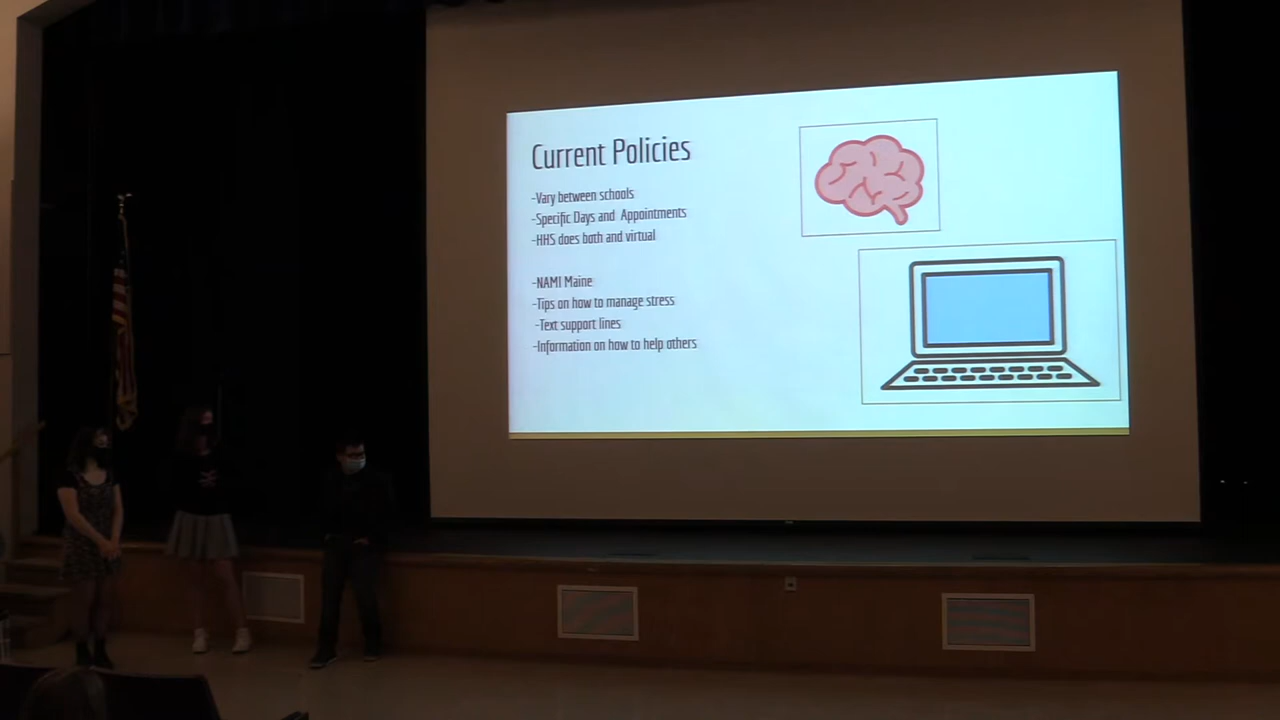 Current Policies
-Vary between schools
-Specific Days and Appointments
-HHS does both and virtual
-NAMI Maine
-Tips on how to manage stress
-Text support lines
-Information on how to help others